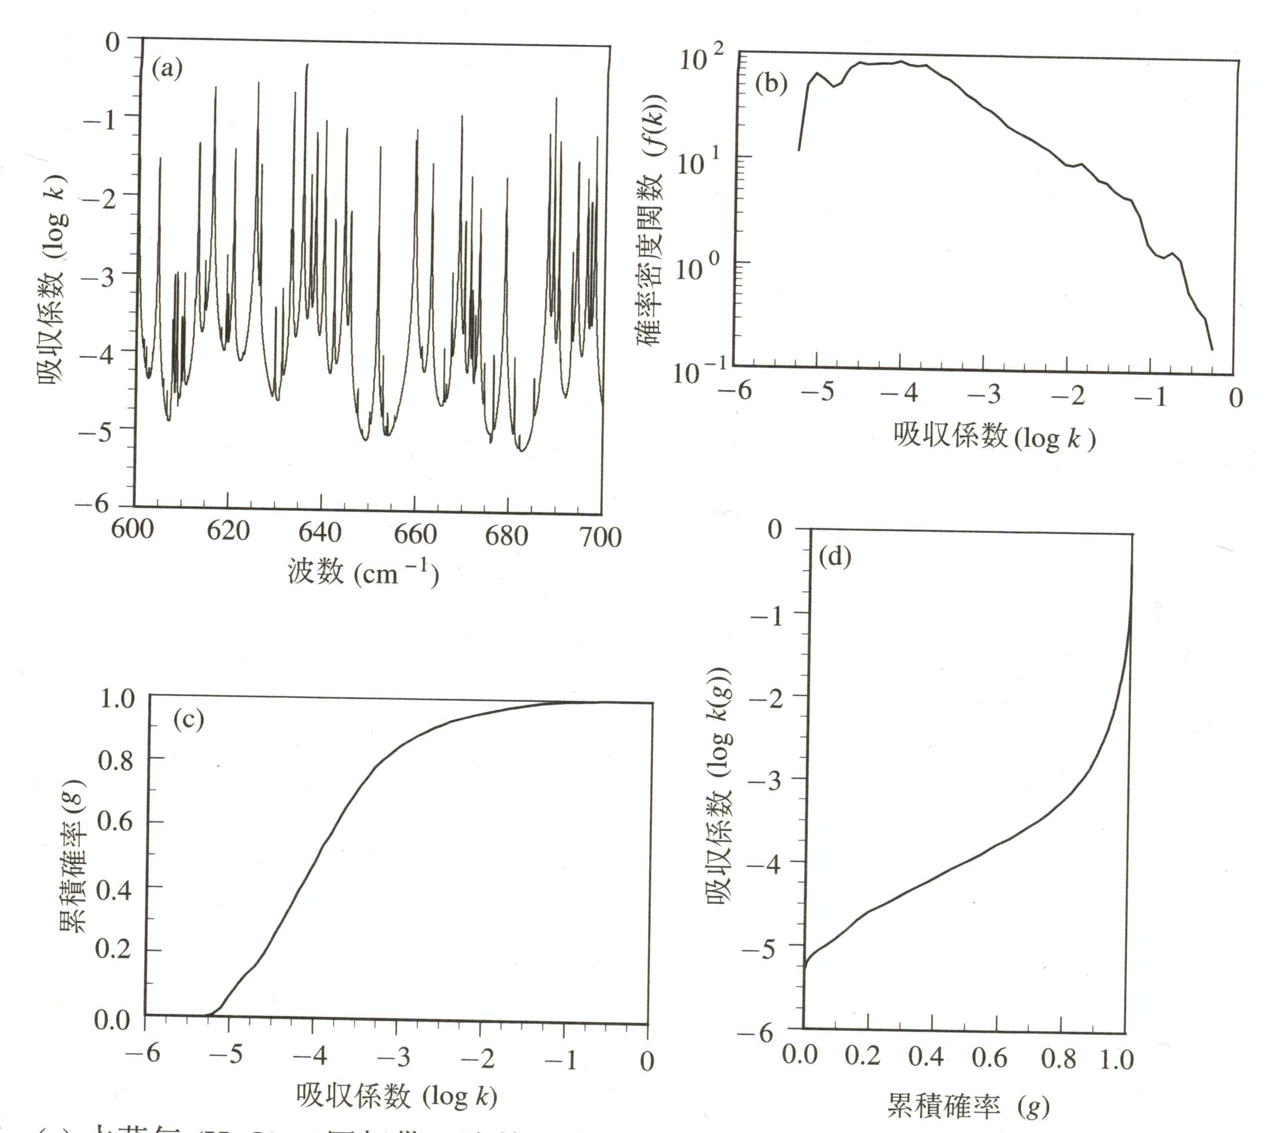 (a)
吸収係数 (log k)
0
−1
−2
−3
−4
−5
−6
600 620 640 660 680 700
波数 (cm⁻¹)
(b)
確率密度関数 (f(k))
10²
10¹
10⁰
10⁻¹
−6 −5 −4 −3 −2 −1 0
吸収係数 (log k)
(c)
累積確率 (g)
1.0
0.8
0.6
0.4
0.2
0.0
−6 −5 −4 −3 −2 −1 0
吸収係数 (log k)
(d)
吸収係数 (log k(g))
0
−1
−2
−3
−4
−5
−6
0.0 0.2 0.4 0.6 0.8 1.0
累積確率 (g)